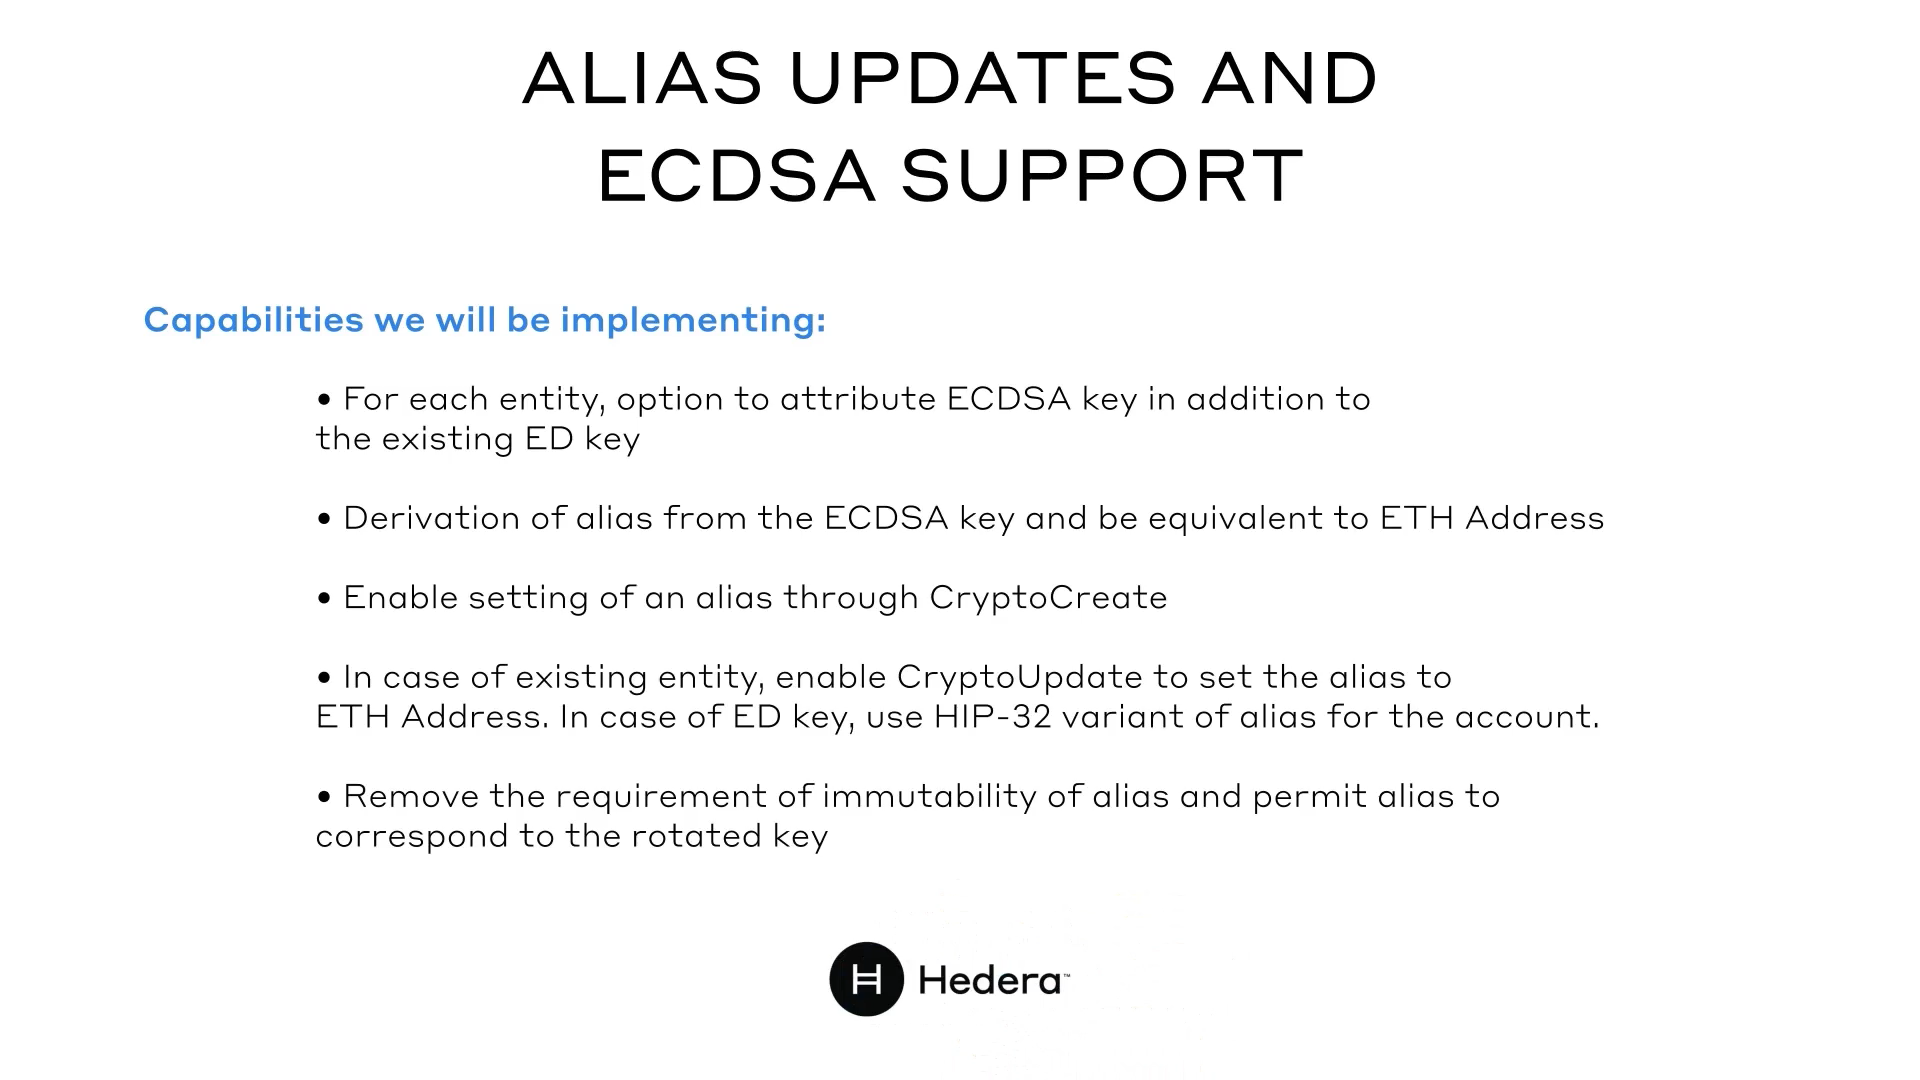 ALIAS UPDATES AND
ECDSA SUPPORT
Capabilities we will be implementing:
• For each entity, option to attribute ECDSA key in addition to
the existing ED key
• Derivation of alias from the ECDSA key and be equivalent to ETH Address
• Enable setting of an alias through CryptoCreate
• In case of existing entity, enable CryptoUpdate to set the alias to
ETH Address. In case of ED key, use HIP-32 variant of alias for the account.
• Remove the requirement of immutability of alias and permit alias to
correspond to the rotated key
H Hedera™